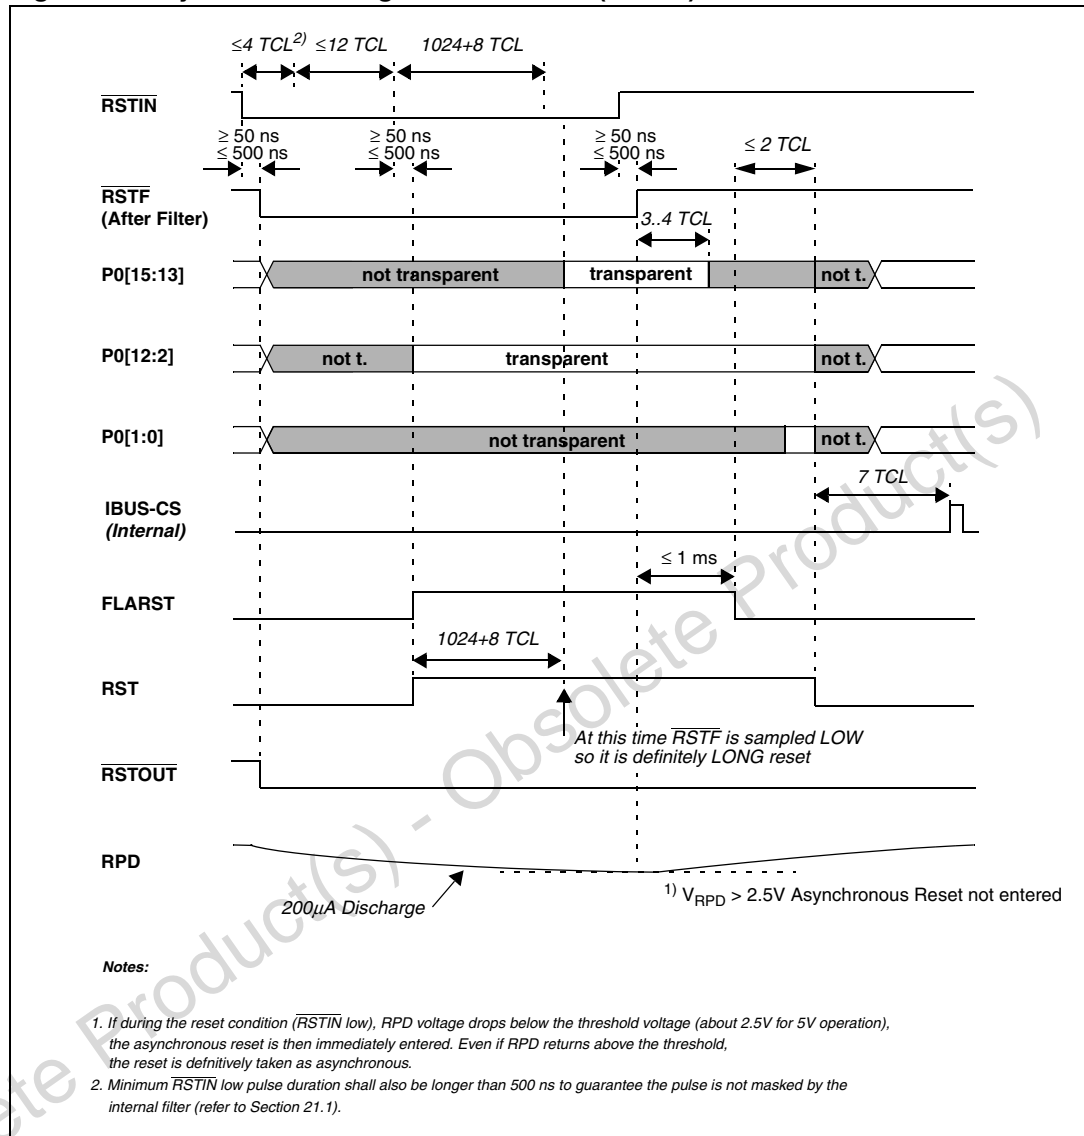 ≤4 TCL2) ≤12 TCL 1024+8 TCL
RSTIN
≥ 50 ns ≥ 50 ns ≥ 50 ns
≤ 500 ns ≤ 500 ns ≤ 500 ns
≤ 2 TCL
RSTF
(After Filter)
3..4 TCL
P0[15:13] not transparent transparent not t.
P0[12:2] not t. transparent not t.
P0[1:0] not transparent not t.
7 TCL
IBUS-CS
(Internal)
≤ 1 ms
FLARST
1024+8 TCL
RST
At this time RSTF is sampled LOW
so it is definitely LONG reset
RSTOUT
RPD
200μA Discharge
1) VRPD > 2.5V Asynchronous Reset not entered
Notes:
1. If during the reset condition (RSTIN low), RPD voltage drops below the threshold voltage (about 2.5V for 5V operation),
the asynchronous reset is then immediately entered. Even if RPD returns above the threshold,
the reset is defnitively taken as asynchronous.
2. Minimum RSTIN low pulse duration shall also be longer than 500 ns to guarantee the pulse is not masked by the
internal filter (refer to Section 21.1).
ete Product(s) - Obsolete Product(s)